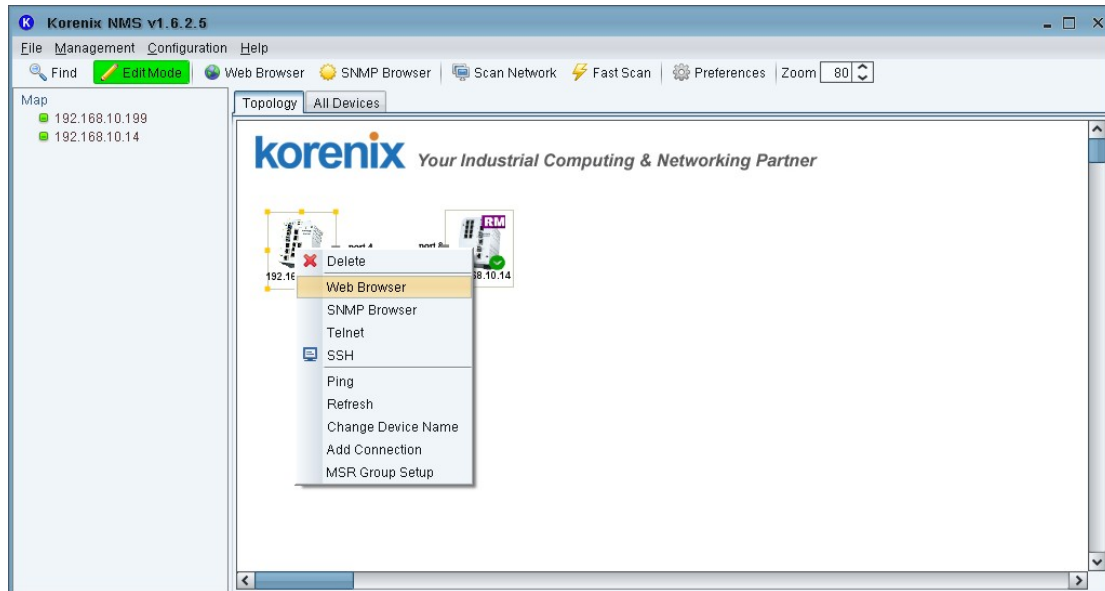 Korenix NMS v1.6.2.5
File Management Configuration Help
Find Edit Mode Web Browser SNMP Browser Scan Network Fast Scan Preferences Zoom 80
Map
192.168.10.199
192.168.10.14
Topology All Devices
korenix Your Industrial Computing & Networking Partner
RM
port 4
Delete
Web Browser
SNMP Browser
Telnet
SSH
Ping
Refresh
Change Device Name
Add Connection
MSR Group Setup